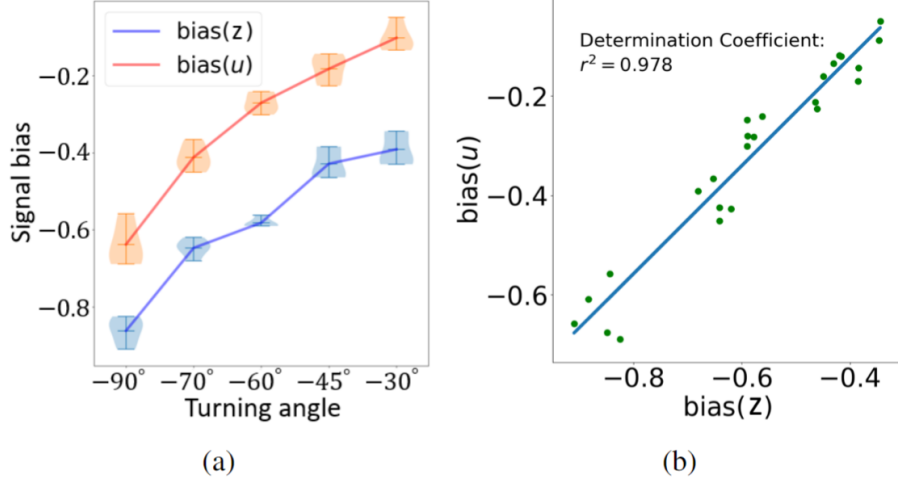 bias(z)
bias(u)
−0.2
−0.4
−0.6
−0.8
Signal bias
−90° −70° −60° −45° −30°
Turning angle
(a)
Determination Coefficient:
r² = 0.978
−0.2
−0.4
−0.6
bias(u)
−0.8 −0.6 −0.4
bias(z)
(b)